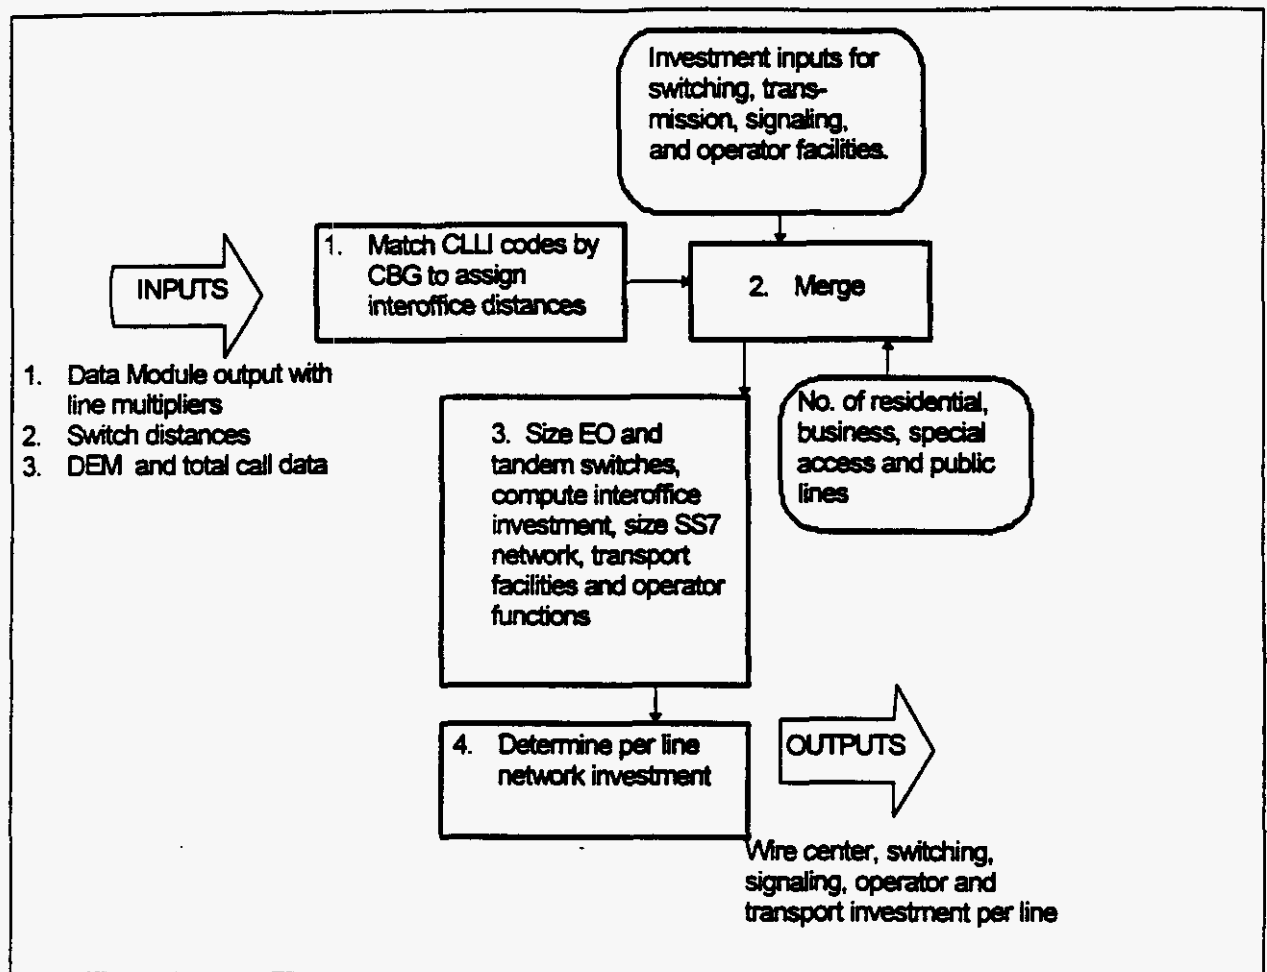 Investment inputs for
switching, trans-
mission, signaling,
and operator facilities.
1. Match CLLI codes by
CBG to assign
interoffice distances
INPUTS
2. Merge
1. Data Module output with
line multipliers
2. Switch distances
3. DEM and total call data
No. of residential,
business, special
access and public
lines
3. Size EO and
tandem switches,
compute interoffice
investment, size SS7
network, transport
facilities and operator
functions
4. Determine per line
network investment
OUTPUTS
Wire center, switching,
signaling, operator and
transport investment per line